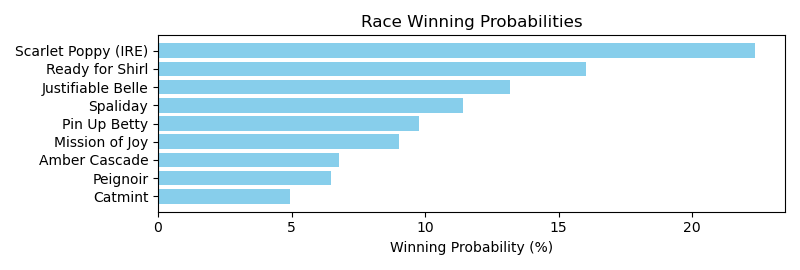 Race Winning Probabilities
Scarlet Poppy (IRE)
Ready for Shirl
Justifiable Belle
Spaliday
Pin Up Betty
Mission of Joy
Amber Cascade
Peignoir
Catmint
0 5 10 15 20
Winning Probability (%)